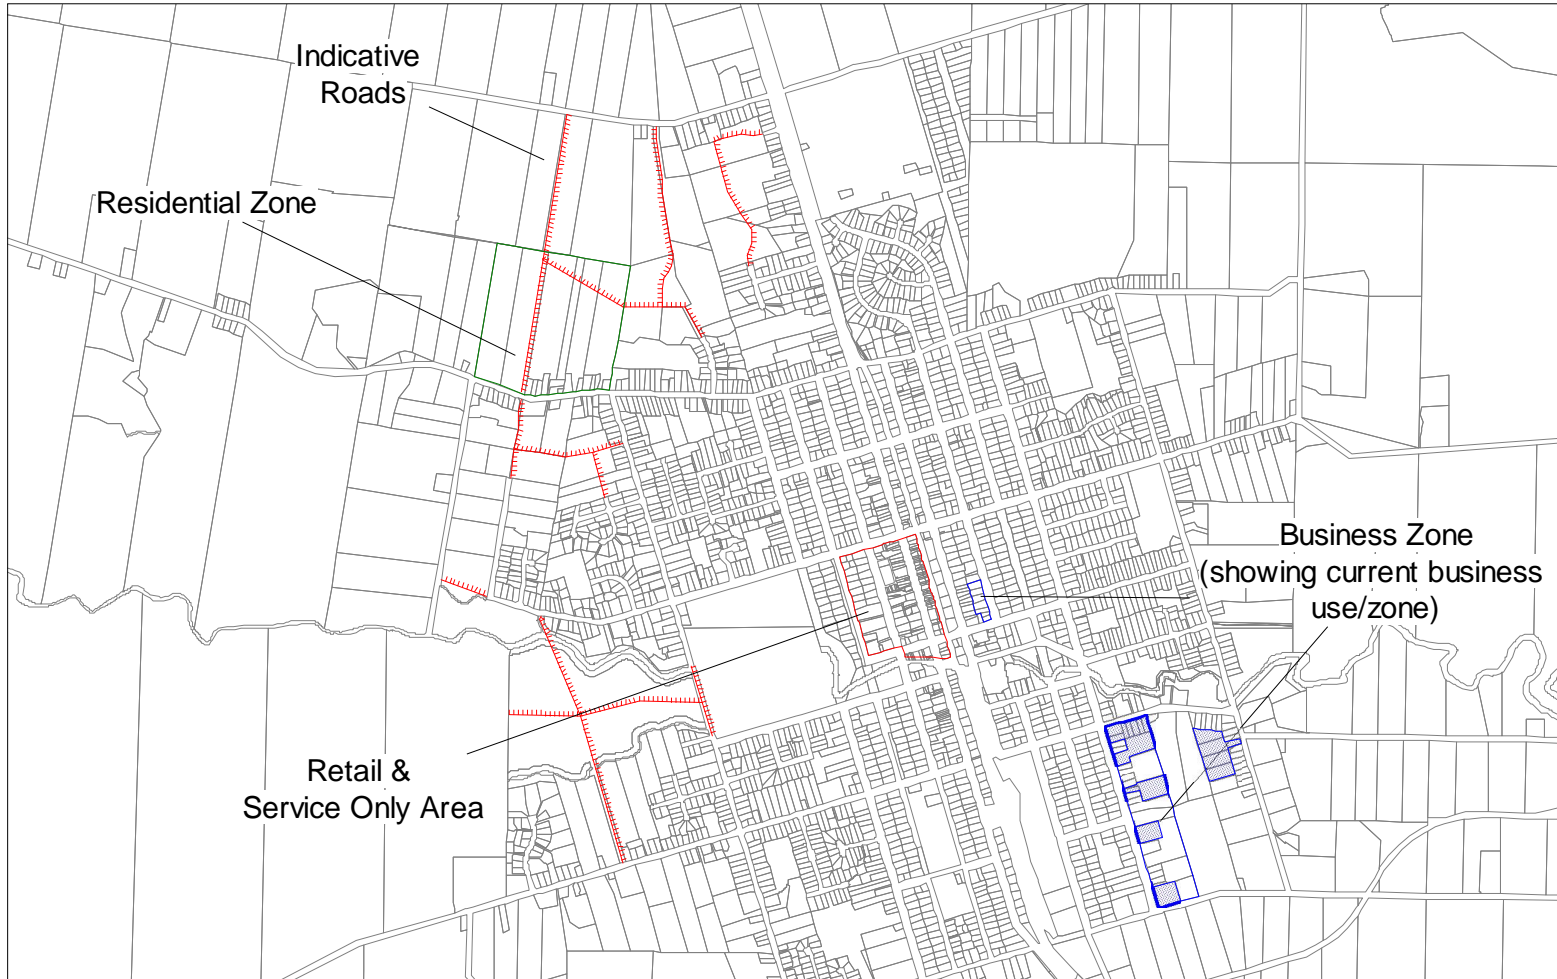 Indicative
Roads
Residential Zone
Business Zone
(showing current business
use/zone)
Retail &
Service Only Area